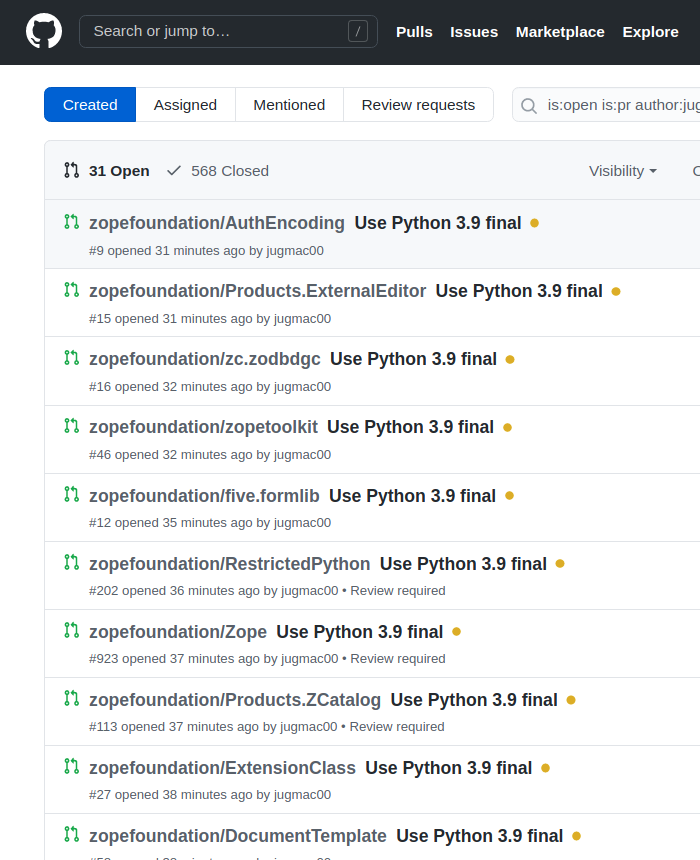 Search or jump to… /
Pulls Issues Marketplace Explore
Created Assigned Mentioned Review requests
is:open is:pr author:jug
31 Open 568 Closed Visibility
zopefoundation/AuthEncoding Use Python 3.9 final
#9 opened 31 minutes ago by jugmac00
zopefoundation/Products.ExternalEditor Use Python 3.9 final
#15 opened 31 minutes ago by jugmac00
zopefoundation/zc.zodbdgc Use Python 3.9 final
#16 opened 32 minutes ago by jugmac00
zopefoundation/zopetoolkit Use Python 3.9 final
#46 opened 32 minutes ago by jugmac00
zopefoundation/five.formlib Use Python 3.9 final
#12 opened 35 minutes ago by jugmac00
zopefoundation/RestrictedPython Use Python 3.9 final
#202 opened 36 minutes ago by jugmac00 • Review required
zopefoundation/Zope Use Python 3.9 final
#923 opened 37 minutes ago by jugmac00 • Review required
zopefoundation/Products.ZCatalog Use Python 3.9 final
#113 opened 37 minutes ago by jugmac00 • Review required
zopefoundation/ExtensionClass Use Python 3.9 final
#27 opened 38 minutes ago by jugmac00
zopefoundation/DocumentTemplate Use Python 3.9 final